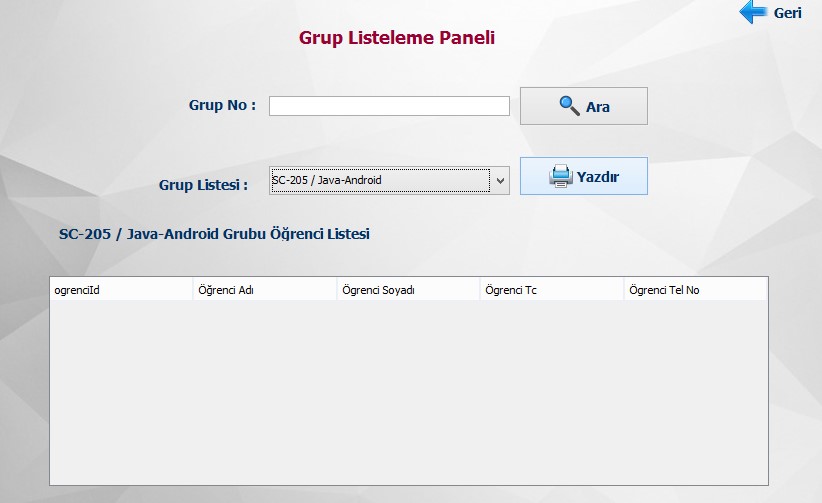 Geri
Grup Listeleme Paneli
Grup No :
Ara
Grup Listesi :
SC-205 / Java-Android
Yazdır
SC-205 / Java-Android Grubu Öğrenci Listesi
ogrenciId Öğrenci Adı Ögrenci Soyadı Ögrenci Tc Ögrenci Tel No